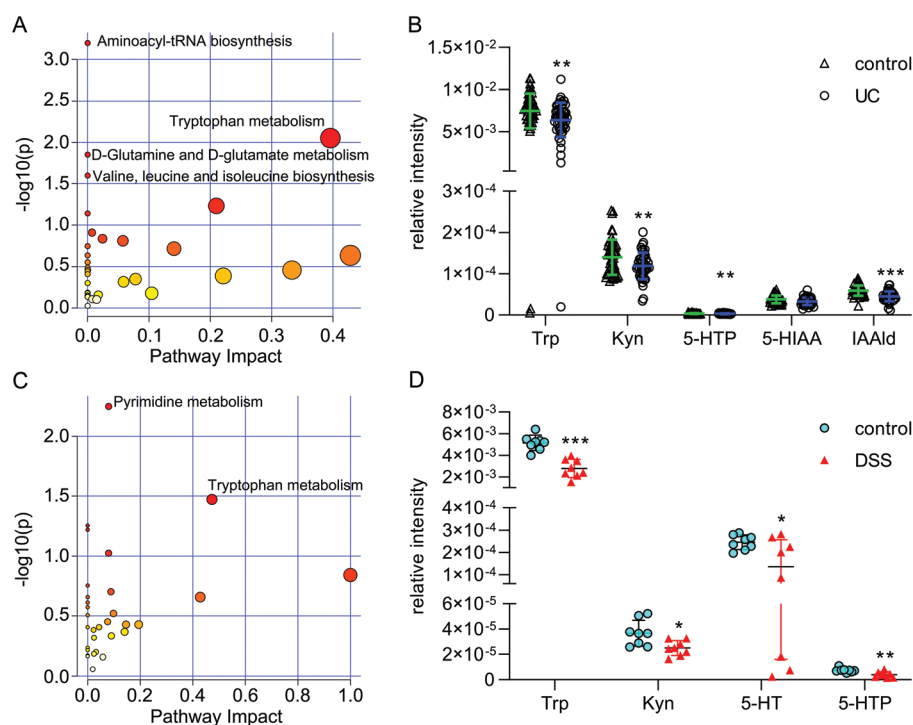 A
-log10(p)
3.0
2.5
2.0
1.5
1.0
0.5
0.0
Aminoacyl-tRNA biosynthesis
Tryptophan metabolism
D-Glutamine and D-glutamate metabolism
Valine, leucine and isoleucine biosynthesis
0.0 0.1 0.2 0.3 0.4
Pathway Impact
B
relative intensity
1.5×10⁻²
1×10⁻²
5×10⁻³
3×10⁻⁴
2×10⁻⁴
1×10⁻⁴
0
** ** ** ***
control
UC
Trp Kyn 5-HTP 5-HIAA IAAld
C
-log10(p)
2.0
1.5
1.0
0.5
0.0
Pyrimidine metabolism
Tryptophan metabolism
0.0 0.2 0.4 0.6 0.8 1.0
Pathway Impact
D
relative intensity
8×10⁻³
6×10⁻³
4×10⁻³
2×10⁻³
4×10⁻⁴
3×10⁻⁴
2×10⁻⁴
1×10⁻⁴
6×10⁻⁵
4×10⁻⁵
2×10⁻⁵
0
*** * * **
control
DSS
Trp Kyn 5-HT 5-HTP